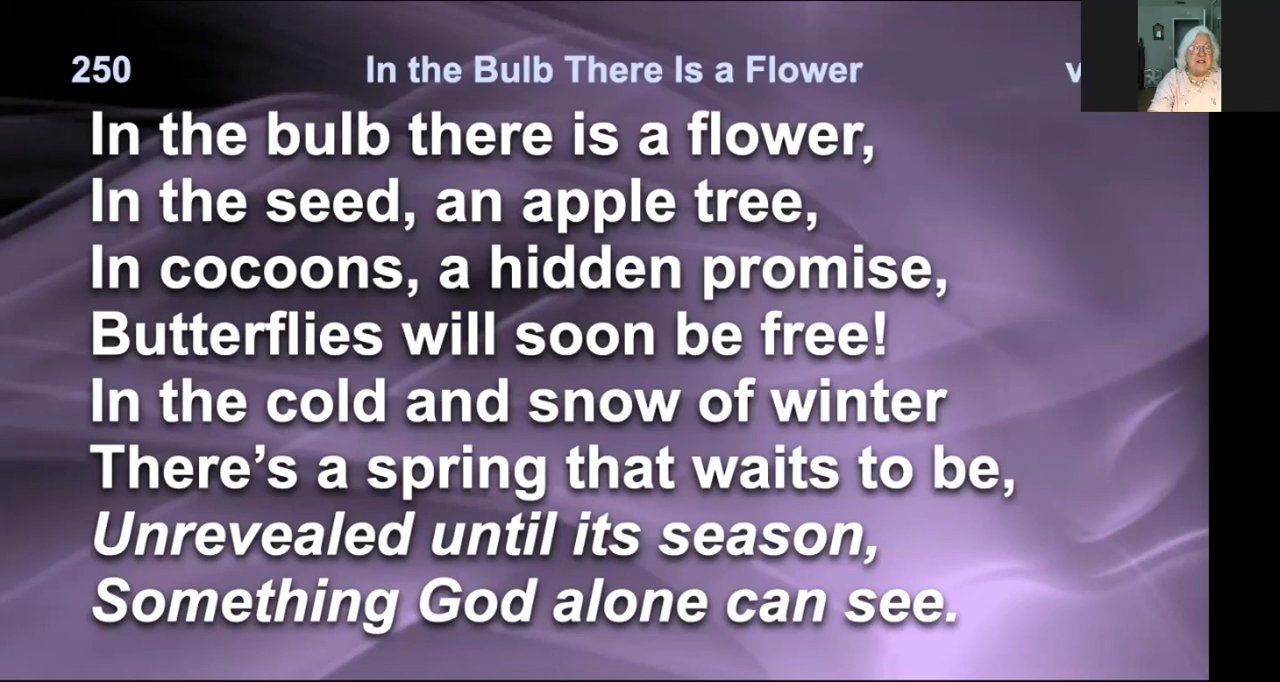 250 In the Bulb There Is a Flower v
In the bulb there is a flower,
In the seed, an apple tree,
In cocoons, a hidden promise,
Butterflies will soon be free!
In the cold and snow of winter
There’s a spring that waits to be,
Unrevealed until its season,
Something God alone can see.